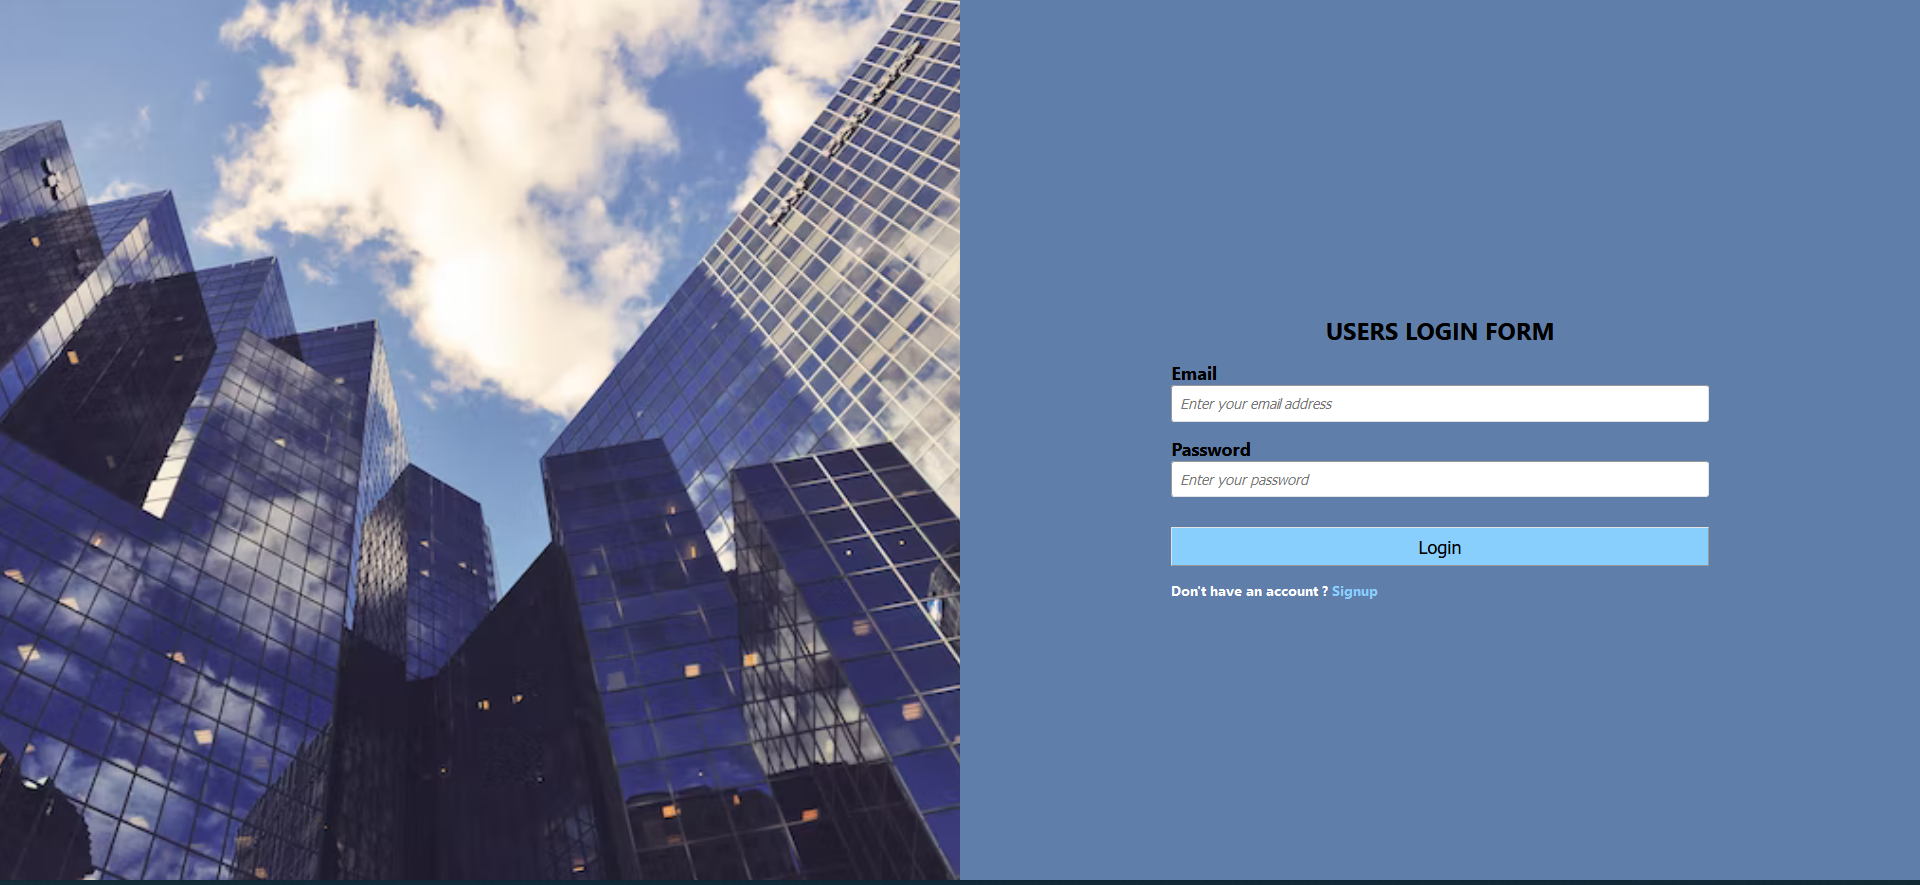 USERS LOGIN FORM
Email
Enter your email address
Password
Enter your password
Login
Don't have an account ? Signup